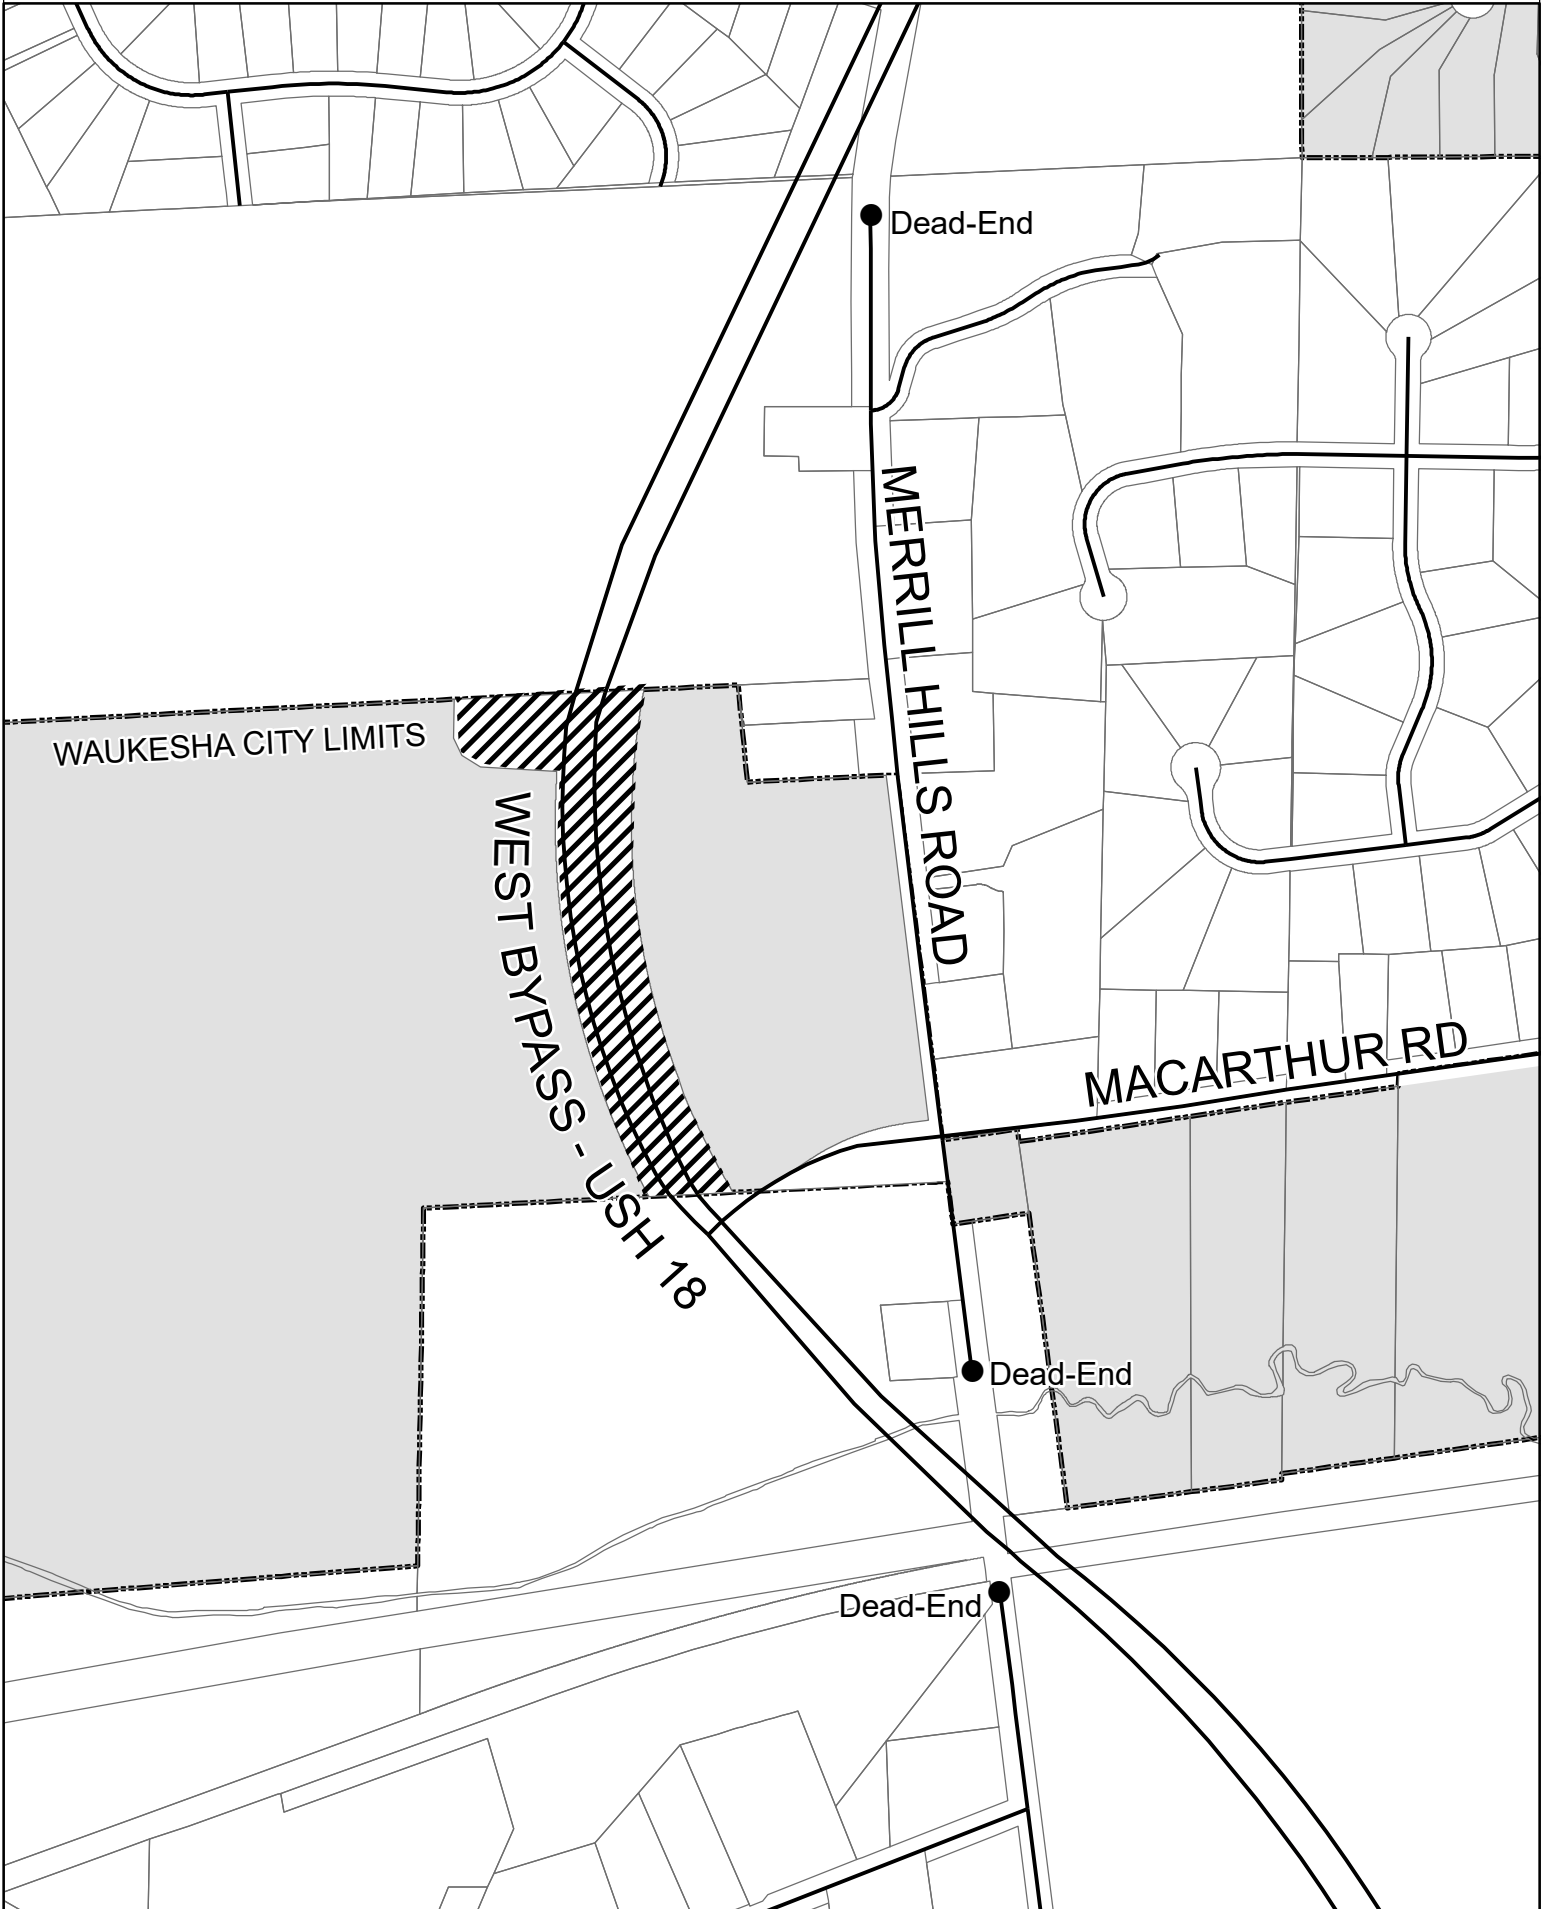 Dead-End
MERRILL HILLS ROAD
WAUKESHA CITY LIMITS
WEST BYPASS - USH 18
MACARTHUR RD
Dead-End
Dead-End